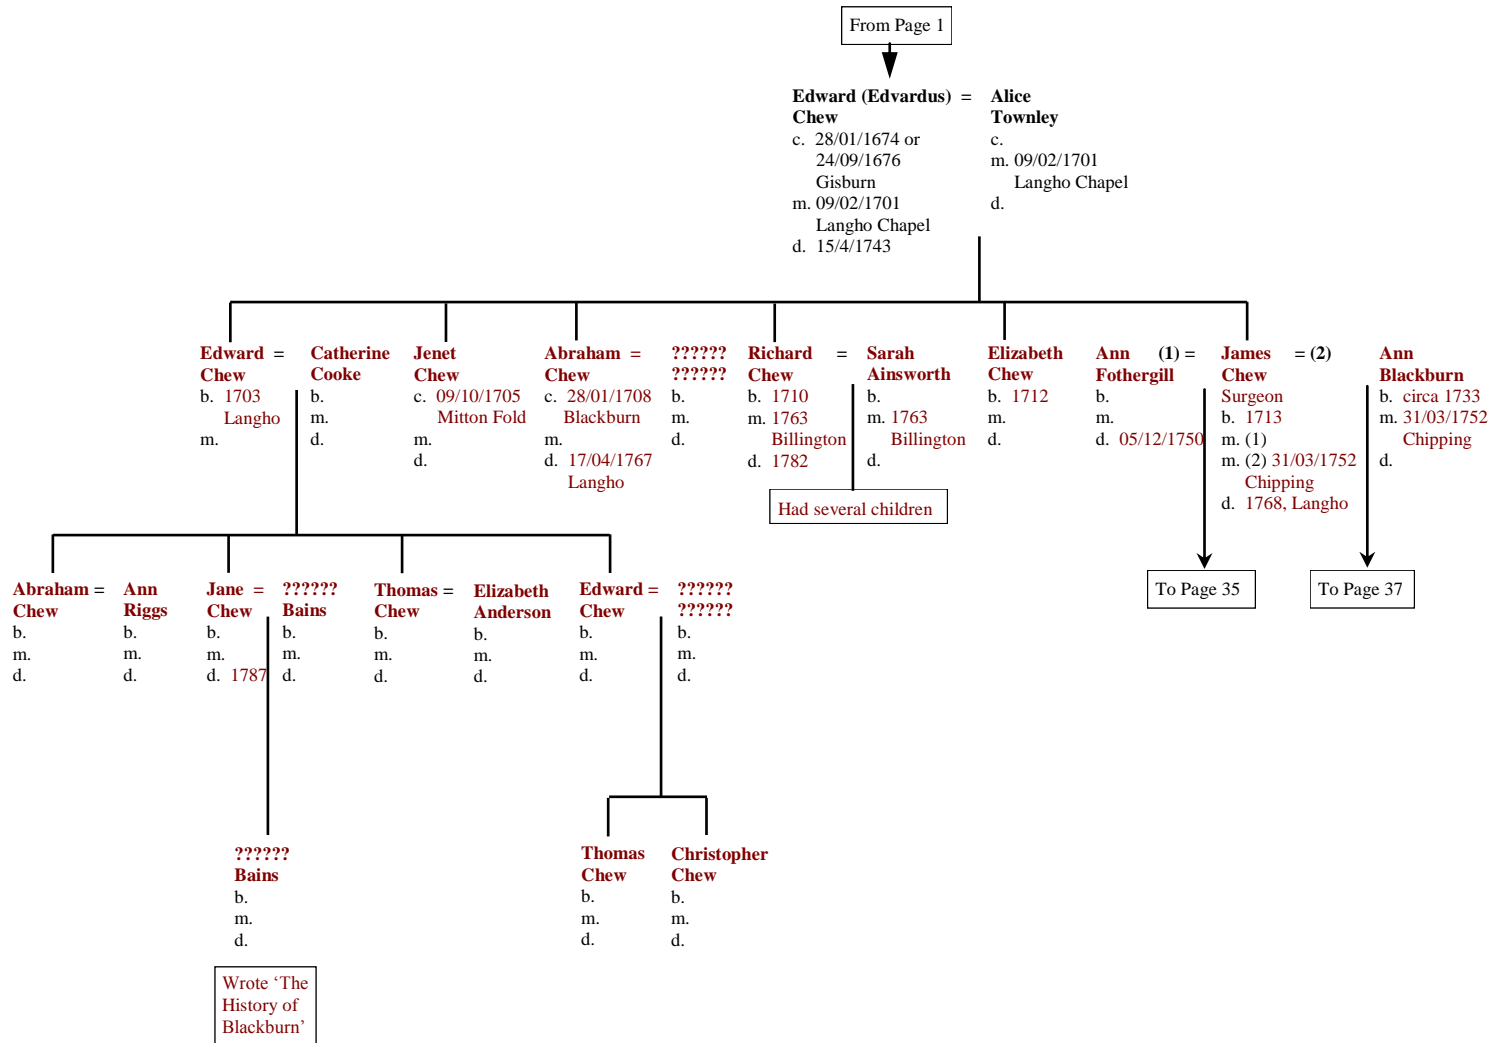 From Page 1
Edward (Edvardus) =
Chew
c. 28/01/1674 or
24/09/1676
Gisburn
m. 09/02/1701
Langho Chapel
d. 15/4/1743
Alice
Townley
c.
m. 09/02/1701
Langho Chapel
d.
Edward =
Chew
b. 1703
Langho
m.
Catherine
Cooke
b.
m.
d.
Jenet
Chew
c. 09/10/1705
Mitton Fold
m.
d.
Abraham =
Chew
c. 28/01/1708
Blackburn
m.
d. 17/04/1767
Langho
??????
??????
b.
m.
d.
Richard =
Chew
b. 1710
m. 1763
Billington
d. 1782
Sarah
Ainsworth
b.
m. 1763
Billington
d.
Had several children
Elizabeth
Chew
b. 1712
m.
d.
Ann (1) =
Fothergill
b.
m.
d. 05/12/1750
James = (2)
Chew
Surgeon
b. 1713
m. (1)
m. (2) 31/03/1752
Chipping
d. 1768, Langho
Ann
Blackburn
b. circa 1733
m. 31/03/1752
Chipping
d.
To Page 35
To Page 37
Abraham =
Chew
b.
m.
d.
Ann
Riggs
b.
m.
d.
Jane =
Chew
b.
m.
d. 1787
??????
Bains
b.
m.
d.
Thomas =
Chew
b.
m.
d.
Elizabeth
Anderson
b.
m.
d.
Edward =
Chew
b.
m.
d.
??????
??????
b.
m.
d.
??????
Bains
b.
m.
d.
Wrote ‘The
History of
Blackburn’
Thomas
Chew
b.
m.
d.
Christopher
Chew
b.
m.
d.